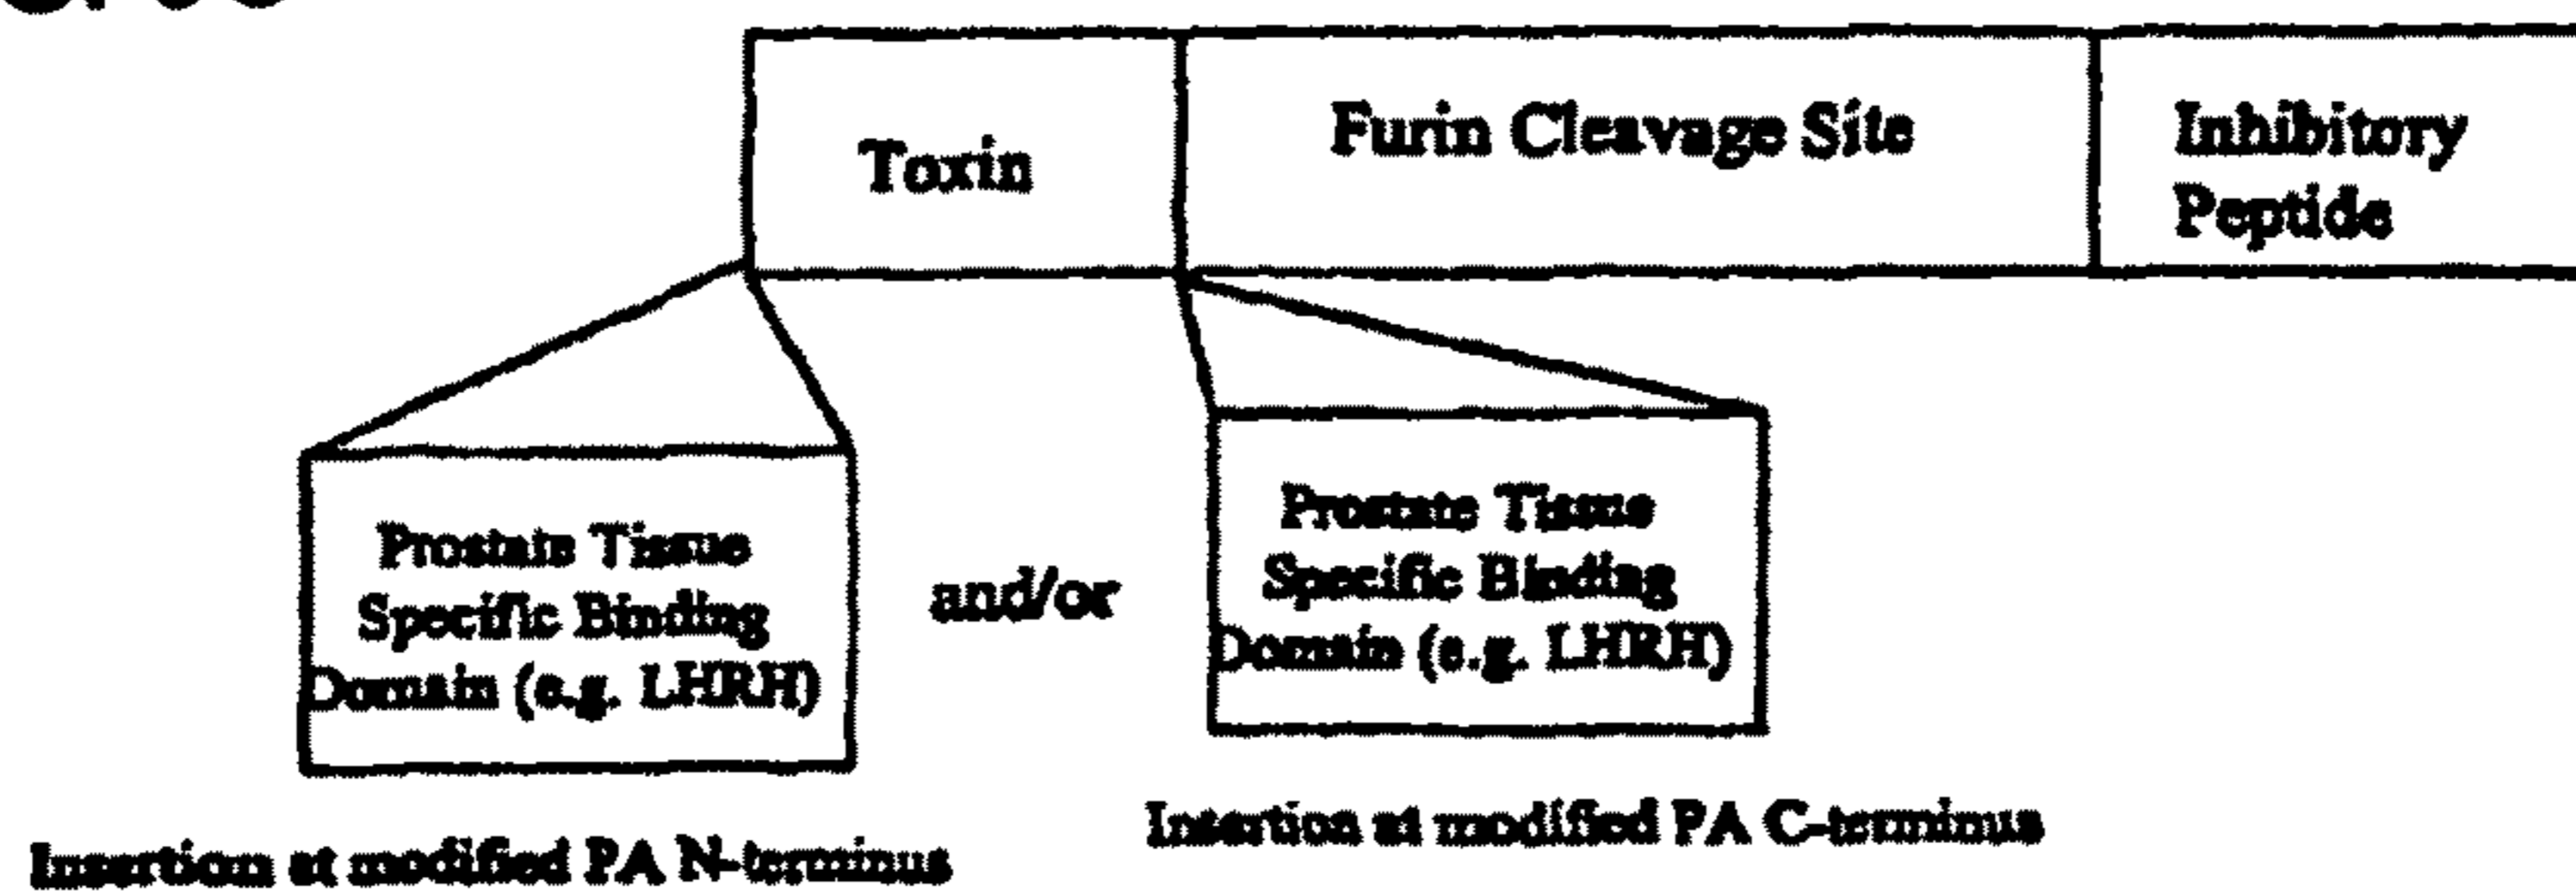 Toxin
Furin Cleavage Site
Inhibitory
Peptide
Prostate Tissue
Specific Binding
Domain (e.g. LHRH)
and/or
Prostate Tissue
Specific Binding
Domain (e.g. LHRH)
Insertion at modified PA N-terminus
Insertion at modified PA C-terminus